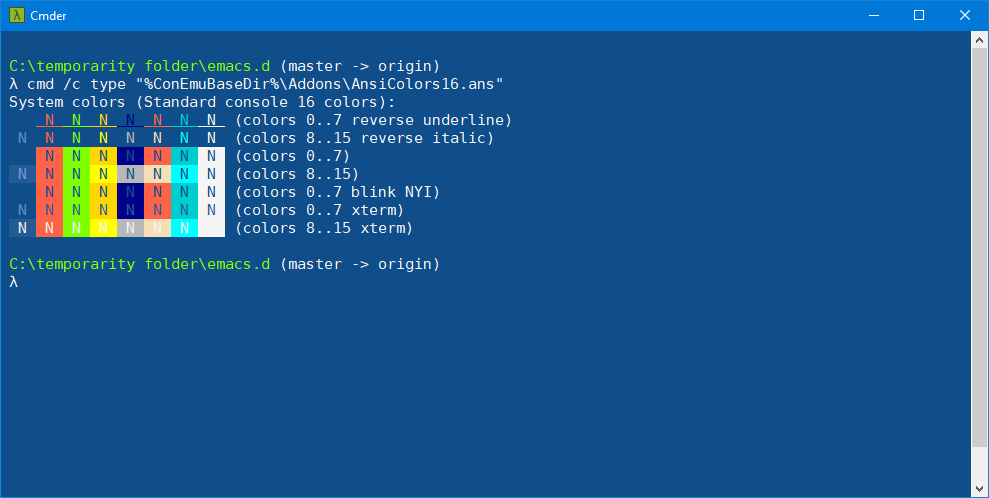 λ Cmder
C:\temporarity folder\emacs.d (master -> origin)
λ cmd /c type "%ConEmuBaseDir%\Addons\AnsiColors16.ans"
System colors (Standard console 16 colors):
N N N N N N N (colors 0..7 reverse underline)
N N N N N N N N (colors 8..15 reverse italic)
N N N N N N N (colors 0..7)
N N N N N N N N (colors 8..15)
N N N N N N N (colors 0..7 blink NYI)
N N N N N N N N (colors 0..7 xterm)
N N N N N N N (colors 8..15 xterm)
C:\temporarity folder\emacs.d (master -> origin)
λ